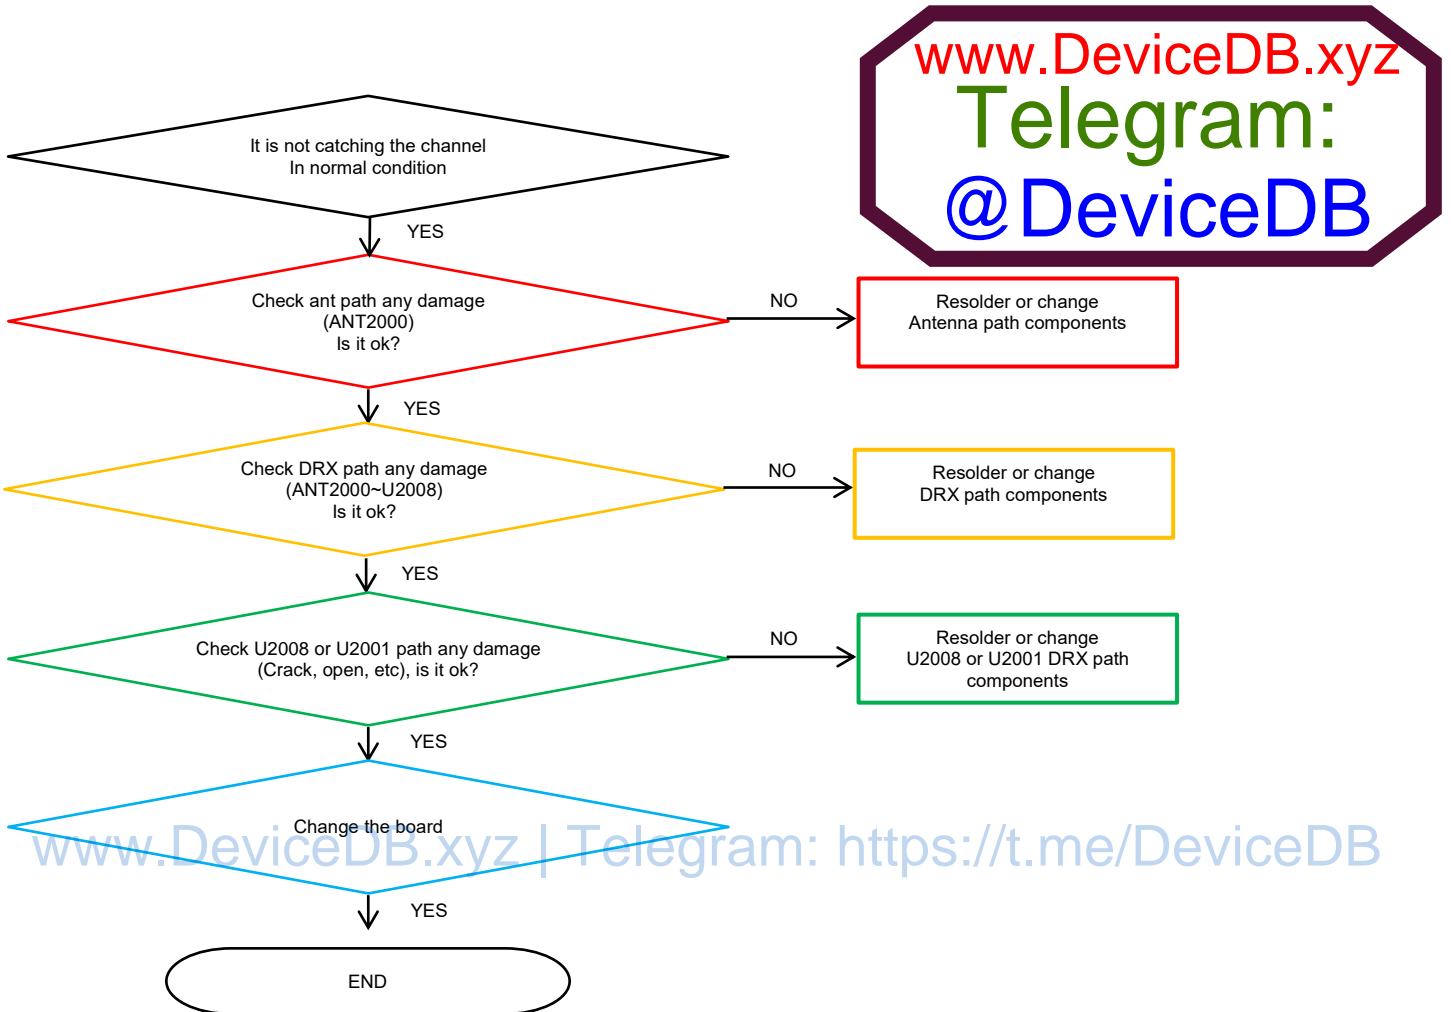 www.DeviceDB.xyz
Telegram:
@DeviceDB
It is not catching the channel
In normal condition
YES
Check ant path any damage
(ANT2000)
Is it ok?
NO
Resolder or change
Antenna path components
YES
Check DRX path any damage
(ANT2000~U2008)
Is it ok?
NO
Resolder or change
DRX path components
YES
Check U2008 or U2001 path any damage
(Crack, open, etc), is it ok?
NO
Resolder or change
U2008 or U2001 DRX path
components
YES
Change the board
www.DeviceDB.xyz | Telegram: https://t.me/DeviceDB
YES
END